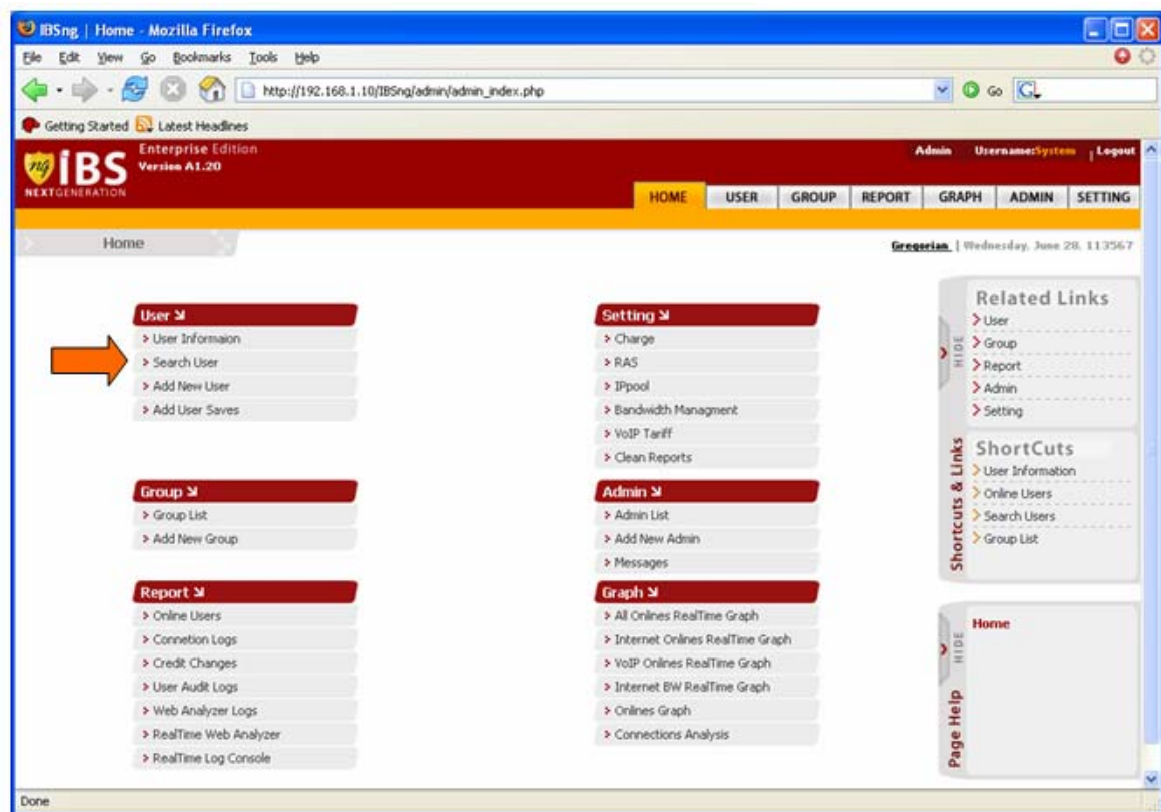 IBSng | Home - Mozilla Firefox
File Edit View Go Bookmarks Tools Help
http://192.168.1.10/IBSng/admin/admin_index.php
Go
Getting Started
Latest Headlines
ng iBS
NEXTGENERATION
Enterprise Edition
Version A1.20
Admin Username:System | Logout
HOME USER GROUP REPORT GRAPH ADMIN SETTING
Home
Gregorian | Wednesday, June 28, 113567
User
User Informaion
Search User
Add New User
Add User Saves
Group
Group List
Add New Group
Report
Online Users
Connetion Logs
Credit Changes
User Audit Logs
Web Analyzer Logs
RealTime Web Analyzer
RealTime Log Console
Setting
Charge
RAS
IPpool
Bandwidth Managment
VoIP Tariff
Clean Reports
Admin
Admin List
Add New Admin
Messages
Graph
All Onlines RealTime Graph
Internet Onlines RealTime Graph
VoIP Onlines RealTime Graph
Internet BW RealTime Graph
Onlines Graph
Connections Analysis
HIDE
Shortcuts & Links
Related Links
User
Group
Report
Admin
Setting
ShortCuts
User Information
Online Users
Search Users
Group List
HIDE
Page Help
Home
Done